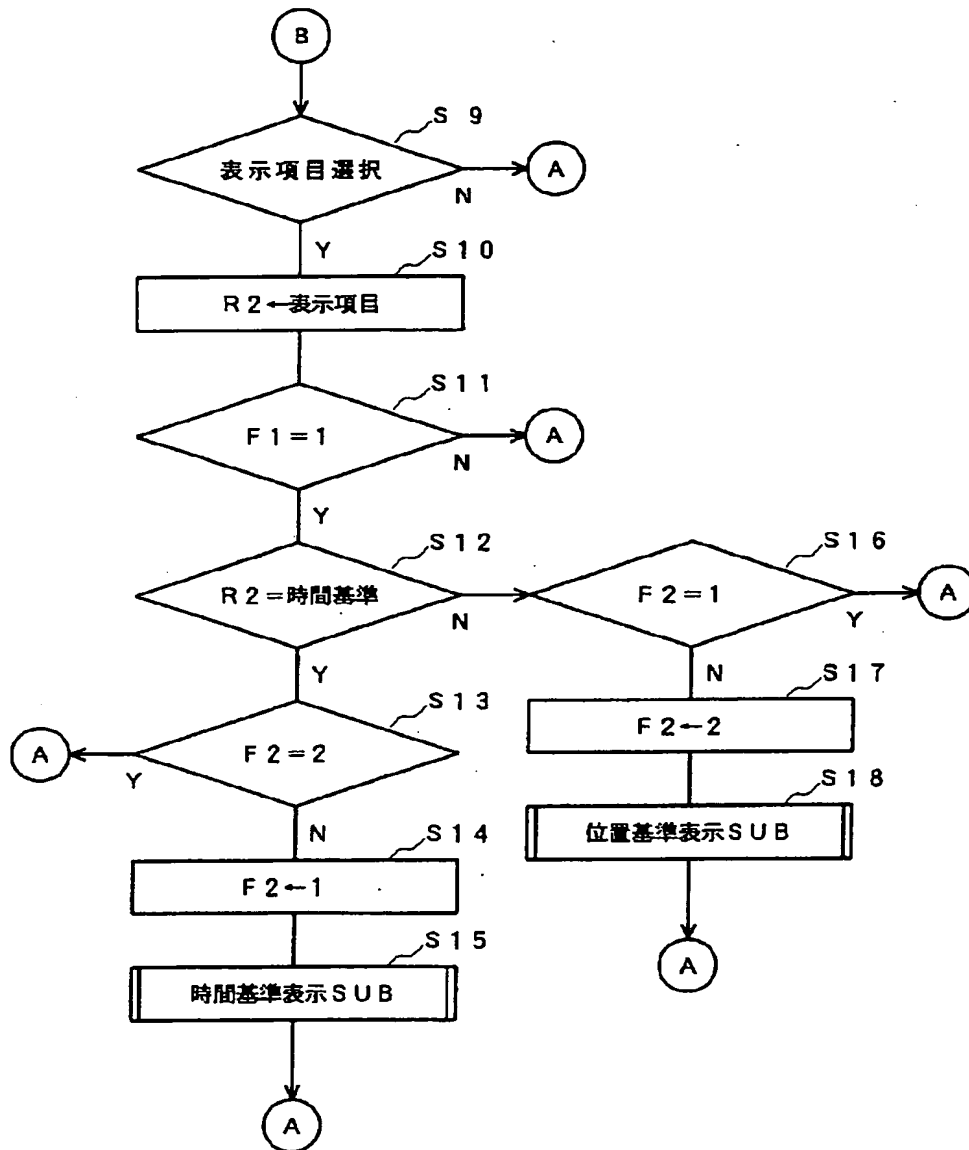 B
S9
表示項目選択
A
N
Y
S10
R2←表示項目
S11
F1=1
A
N
Y
S12
R2=時間基準
N
S16
F2=1
A
Y
Y
N
S13
F2=2
A
Y
S17
F2←2
N
S14
F2←1
S18
位置基準表示SUB
S15
時間基準表示SUB
A
A